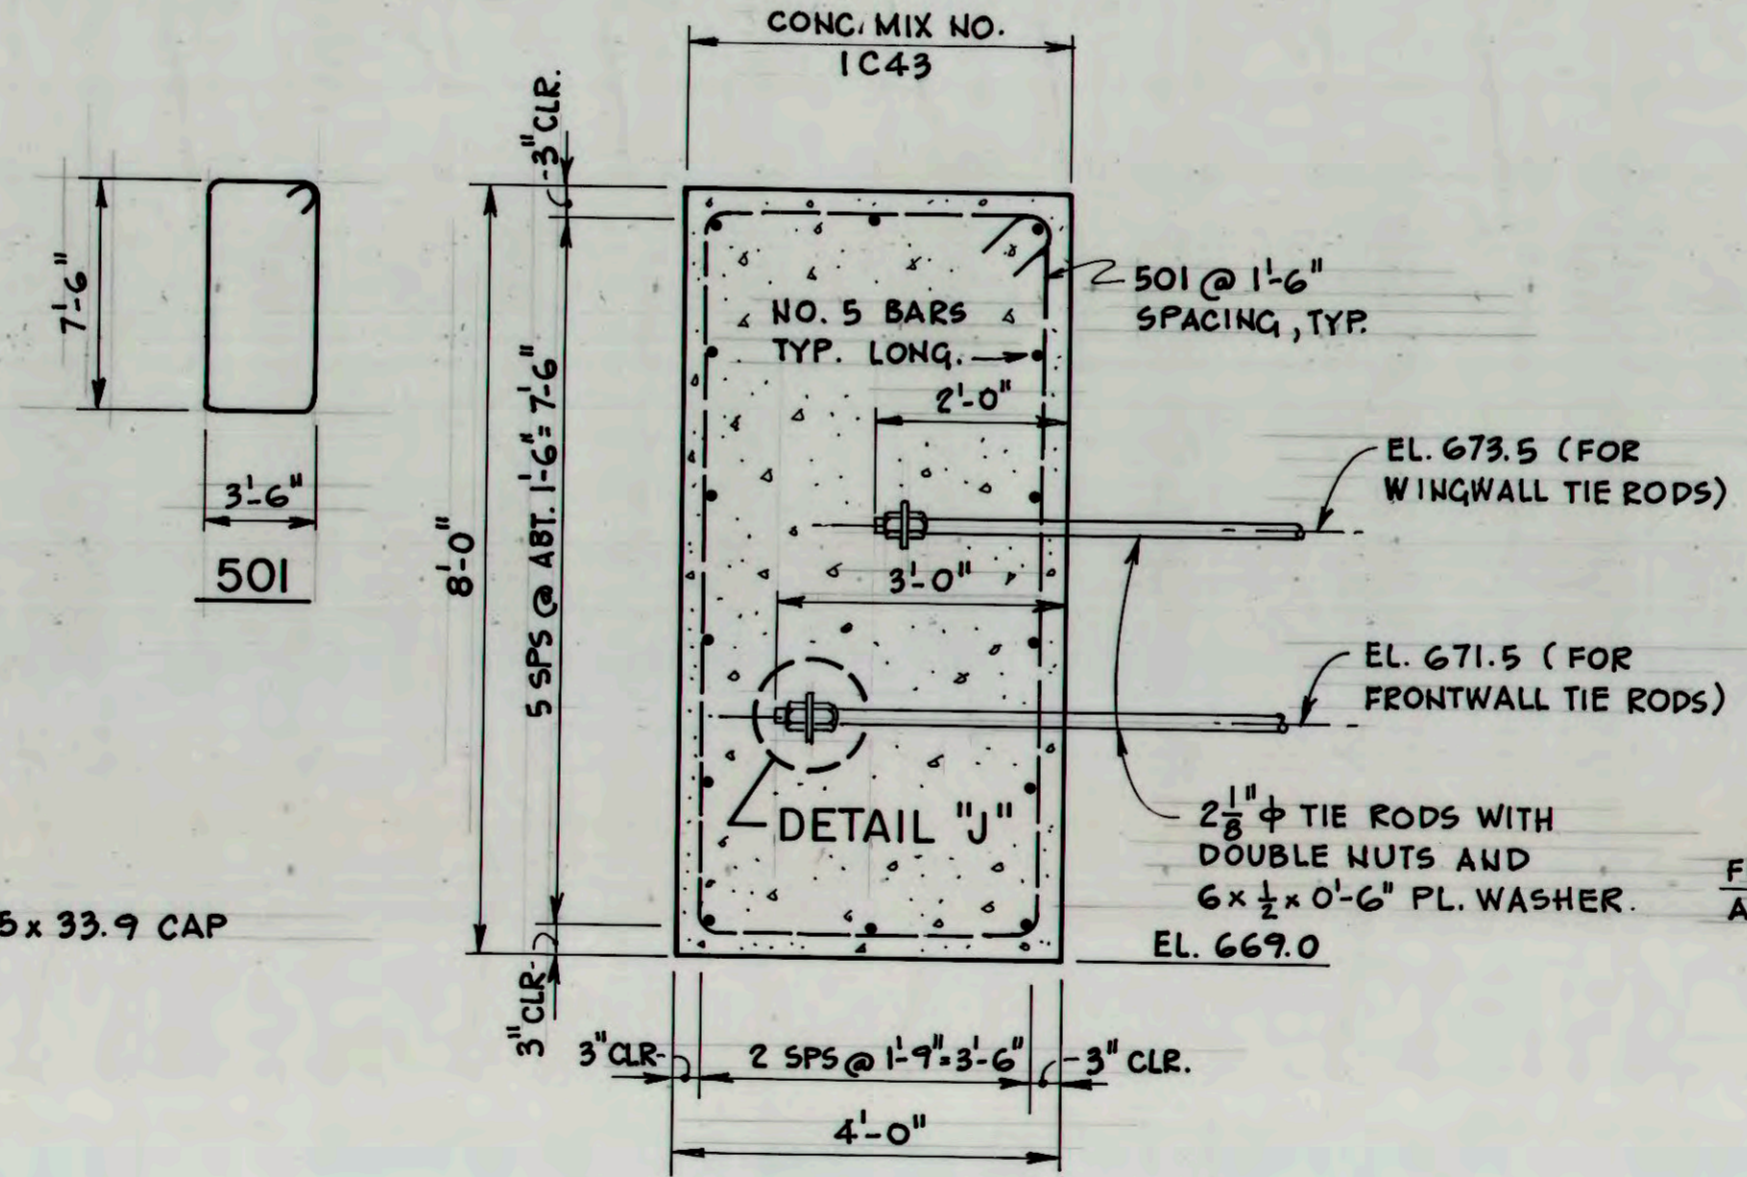 CONC. MIX NO.
1C43
3" CLR.
7'-6"
3'-6"
501
8'-0"
5 SPS @ ABT. 1'-6" = 7'-6"
NO. 5 BARS
TYP. LONG.
501 @ 1'-6"
SPACING, TYP.
2'-0"
EL. 673.5 (FOR
WINGWALL TIE RODS)
3'-0"
EL. 671.5 (FOR
FRONTWALL TIE RODS)
DETAIL "J"
2 1/8" ϕ TIE RODS WITH
DOUBLE NUTS AND
6 x 1/2 x 0'-6" PL. WASHER.
F
A
5 x 33.9 CAP
EL. 669.0
3" CLR
3" CLR
2 SPS @ 1'-9" = 3'-6"
3" CLR.
4'-0"